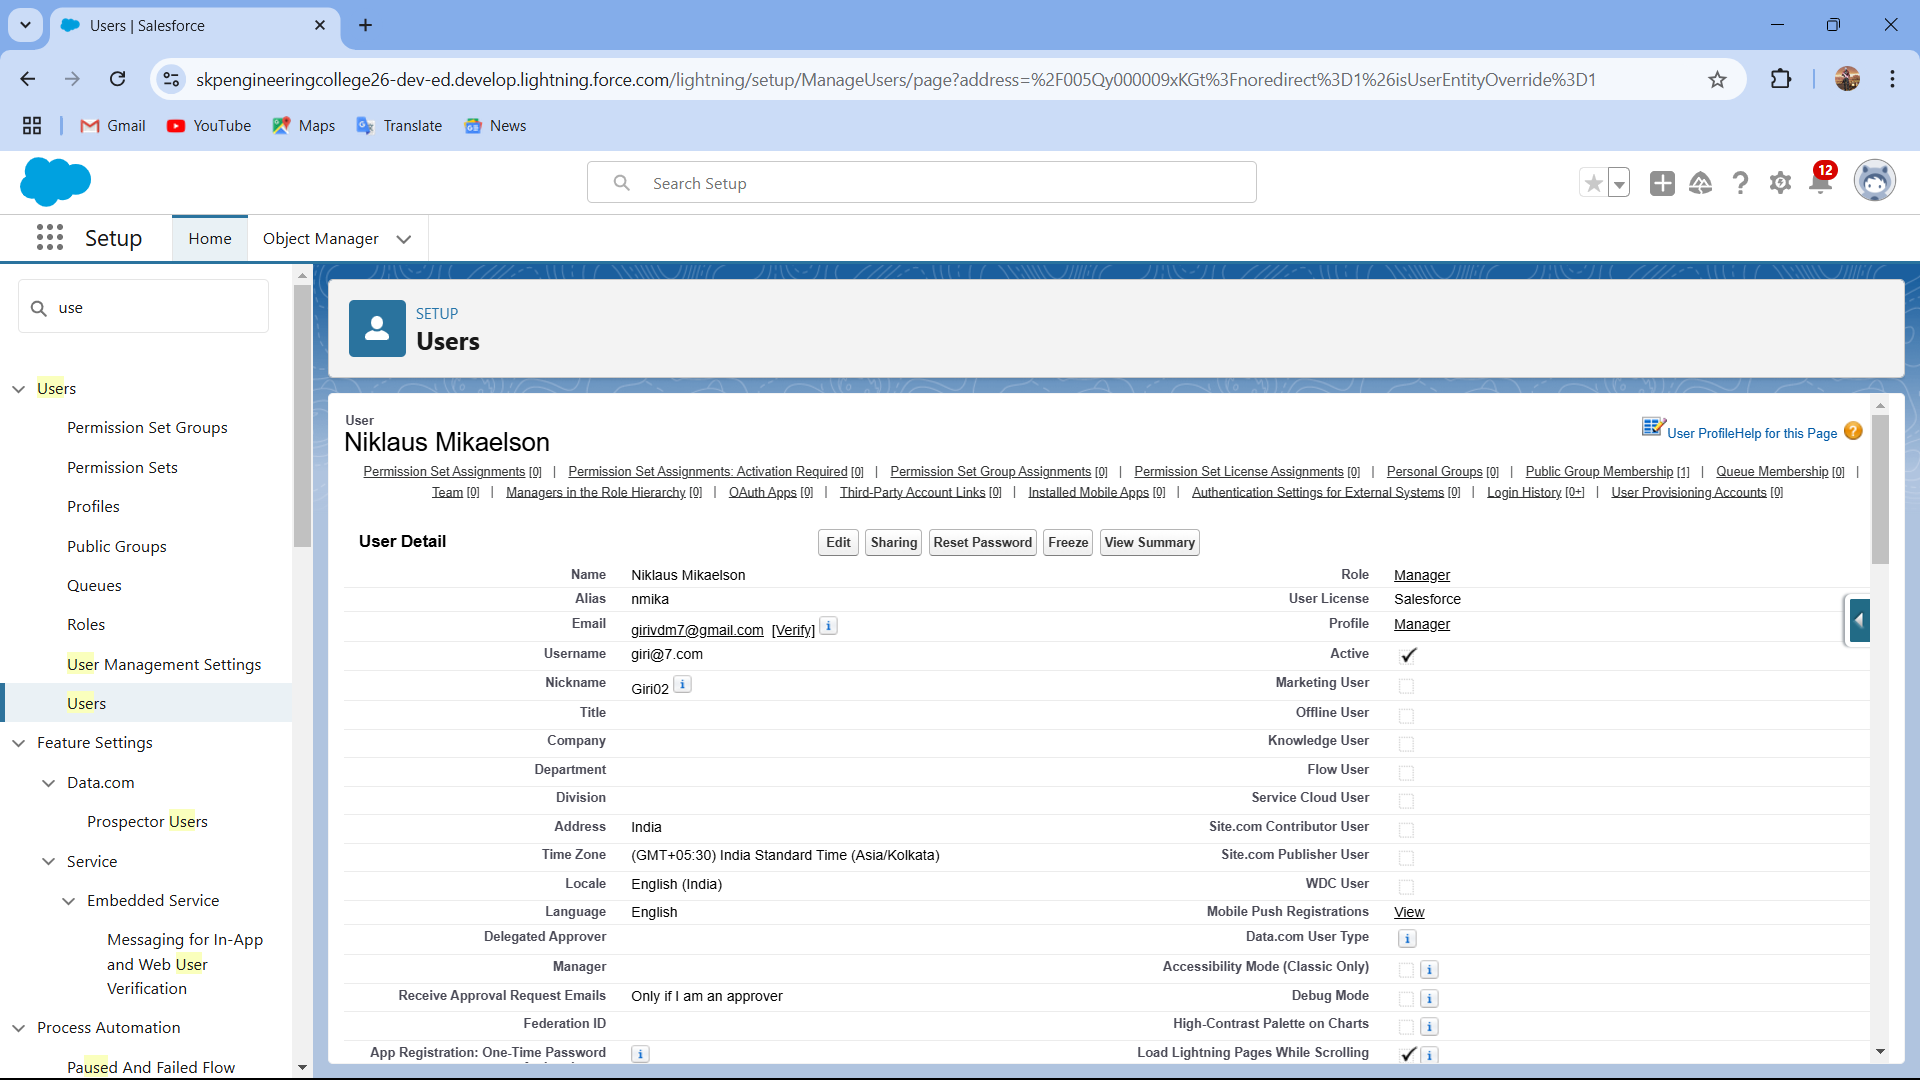 Users | Salesforce
skpengineeringcollege26-dev-ed.develop.lightning.force.com/lightning/setup/ManageUsers/page?address=%2F005Qy000009xKGt%3Fnoredirect%3D1%26isUserEntityOverride%3D1
Gmail YouTube Maps Translate News
Search Setup
12
Setup Home Object Manager
use
Users
Permission Set Groups
Permission Sets
Profiles
Public Groups
Queues
Roles
User Management Settings
Users
Feature Settings
Data.com
Prospector Users
Service
Embedded Service
Messaging for In-App
and Web User
Verification
Process Automation
Paused And Failed Flow
SETUP
Users
User
Niklaus Mikaelson
User Profile Help for this Page ?
Permission Set Assignments [0] | Permission Set Assignments: Activation Required [0] | Permission Set Group Assignments [0] | Permission Set License Assignments [0] | Personal Groups [0] | Public Group Membership [1] | Queue Membership [0] |
Team [0] | Managers in the Role Hierarchy [0] | OAuth Apps [0] | Third-Party Account Links [0] | Installed Mobile Apps [0] | Authentication Settings for External Systems [0] | Login History [0+] | User Provisioning Accounts [0]
User Detail Edit Sharing Reset Password Freeze View Summary
Name Niklaus Mikaelson Role Manager
Alias nmika User License Salesforce
Email girivdm7@gmail.com [Verify] i Profile Manager
Username giri@7.com Active
Nickname Giri02 i Marketing User
Title Offline User
Company Knowledge User
Department Flow User
Division Service Cloud User
Address India Site.com Contributor User
Time Zone (GMT+05:30) India Standard Time (Asia/Kolkata) Site.com Publisher User
Locale English (India) WDC User
Language English Mobile Push Registrations View
Delegated Approver Data.com User Type i
Manager Accessibility Mode (Classic Only) i
Receive Approval Request Emails Only if I am an approver Debug Mode i
Federation ID High-Contrast Palette on Charts i
App Registration: One-Time Password i Load Lightning Pages While Scrolling i